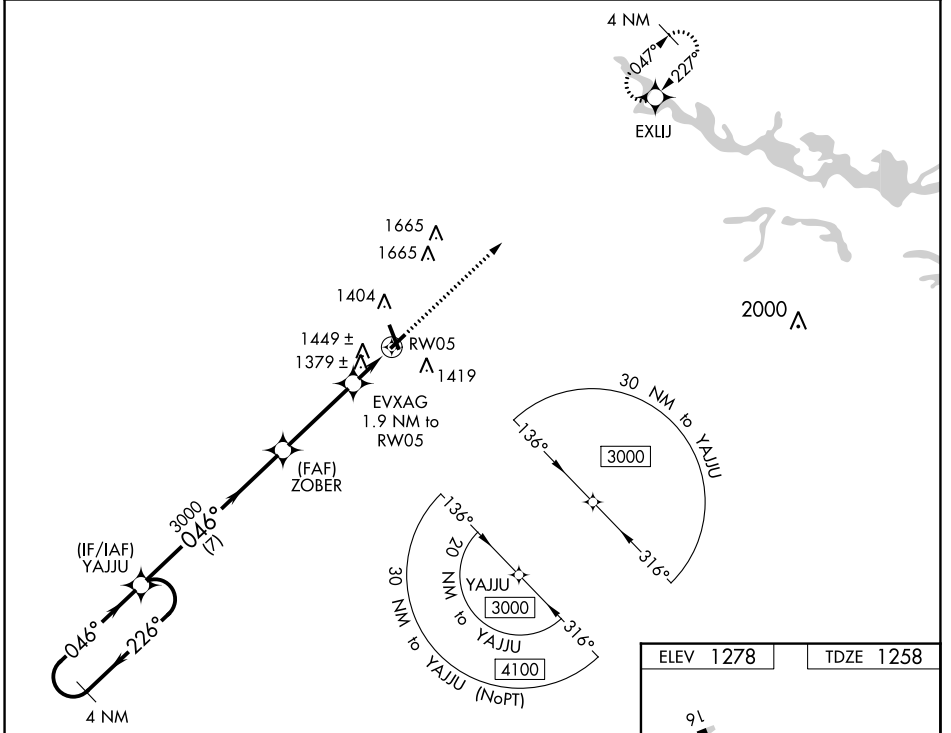 4 NM
047°
227°
EXLIJ
1665
1665
1404
2000
1449 ±
1379 ±
RW05
1419
EVXAG
1.9 NM to
RW05
(FAF)
ZOBER
3000
046°
(7)
(IF/IAF)
YAJJU
046°
226°
4 NM
30 NM to YAJJU
136°
3000
316°
136°
20 NM to YAJJU
YAJJU
3000
316°
30 NM to YAJJU (NoPT)
4100
ELEV 1278
TDZE 1258
16